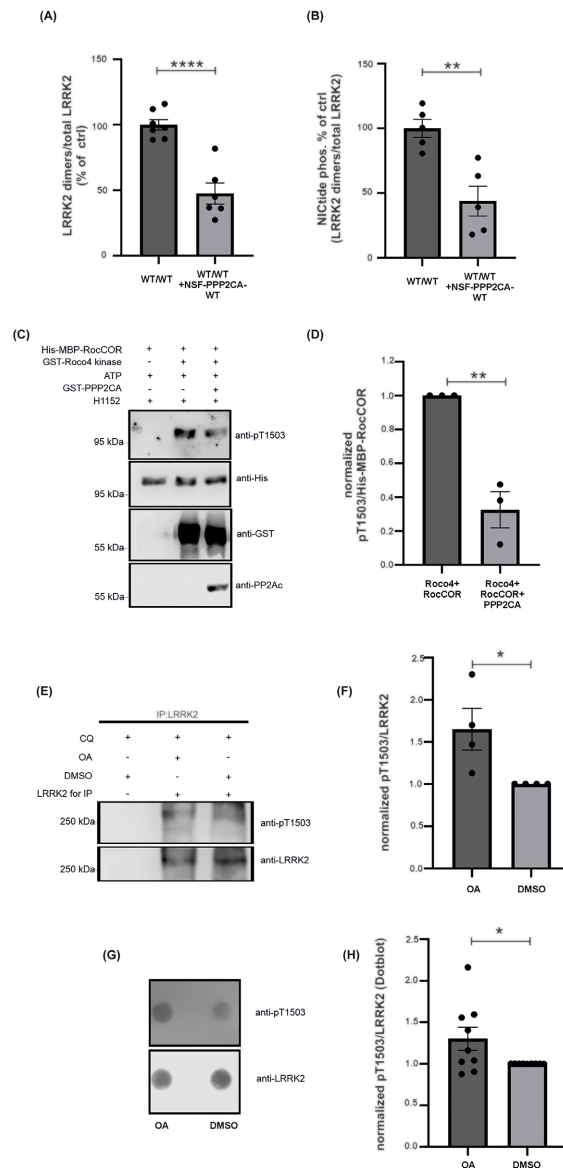 (A)
****
LRRK2 dimers/total LRRK2
(% of ctrl)
150
100
50
0
WT/WT
WT/WT
+NSF-PPP2CA-
WT
(B)
**
NICtide phos. % of ctrl
(LRRK2 dimers/total LRRK2)
150
100
50
0
WT/WT
WT/WT
+NSF-PPP2CA-
WT
(C)
His-MBP-RocCOR + + +
GST-Roco4 kinase - + +
ATP + + +
GST-PPP2CA - - +
H1152 + + +
95 kDa anti-pT1503
95 kDa anti-His
55 kDa anti-GST
55 kDa anti-PP2Ac
(D)
**
normalized
pT1503/His-MBP-RocCOR
1.0
0.8
0.6
0.4
0.2
0.0
Roco4+
RocCOR
Roco4+
RocCOR+
PPP2CA
(E)
IP:LRRK2
CQ + + +
OA - + -
DMSO + - +
LRRK2 for IP - + +
250 kDa anti-pT1503
250 kDa anti-LRRK2
(F)
*
normalized pT1503/LRRK2
2.5
2.0
1.5
1.0
0.5
0.0
OA
DMSO
(G)
anti-pT1503
anti-LRRK2
OA DMSO
(H)
*
normalized pT1503/LRRK2 (Dotblot)
2.5
2.0
1.5
1.0
0.5
0.0
OA
DMSO